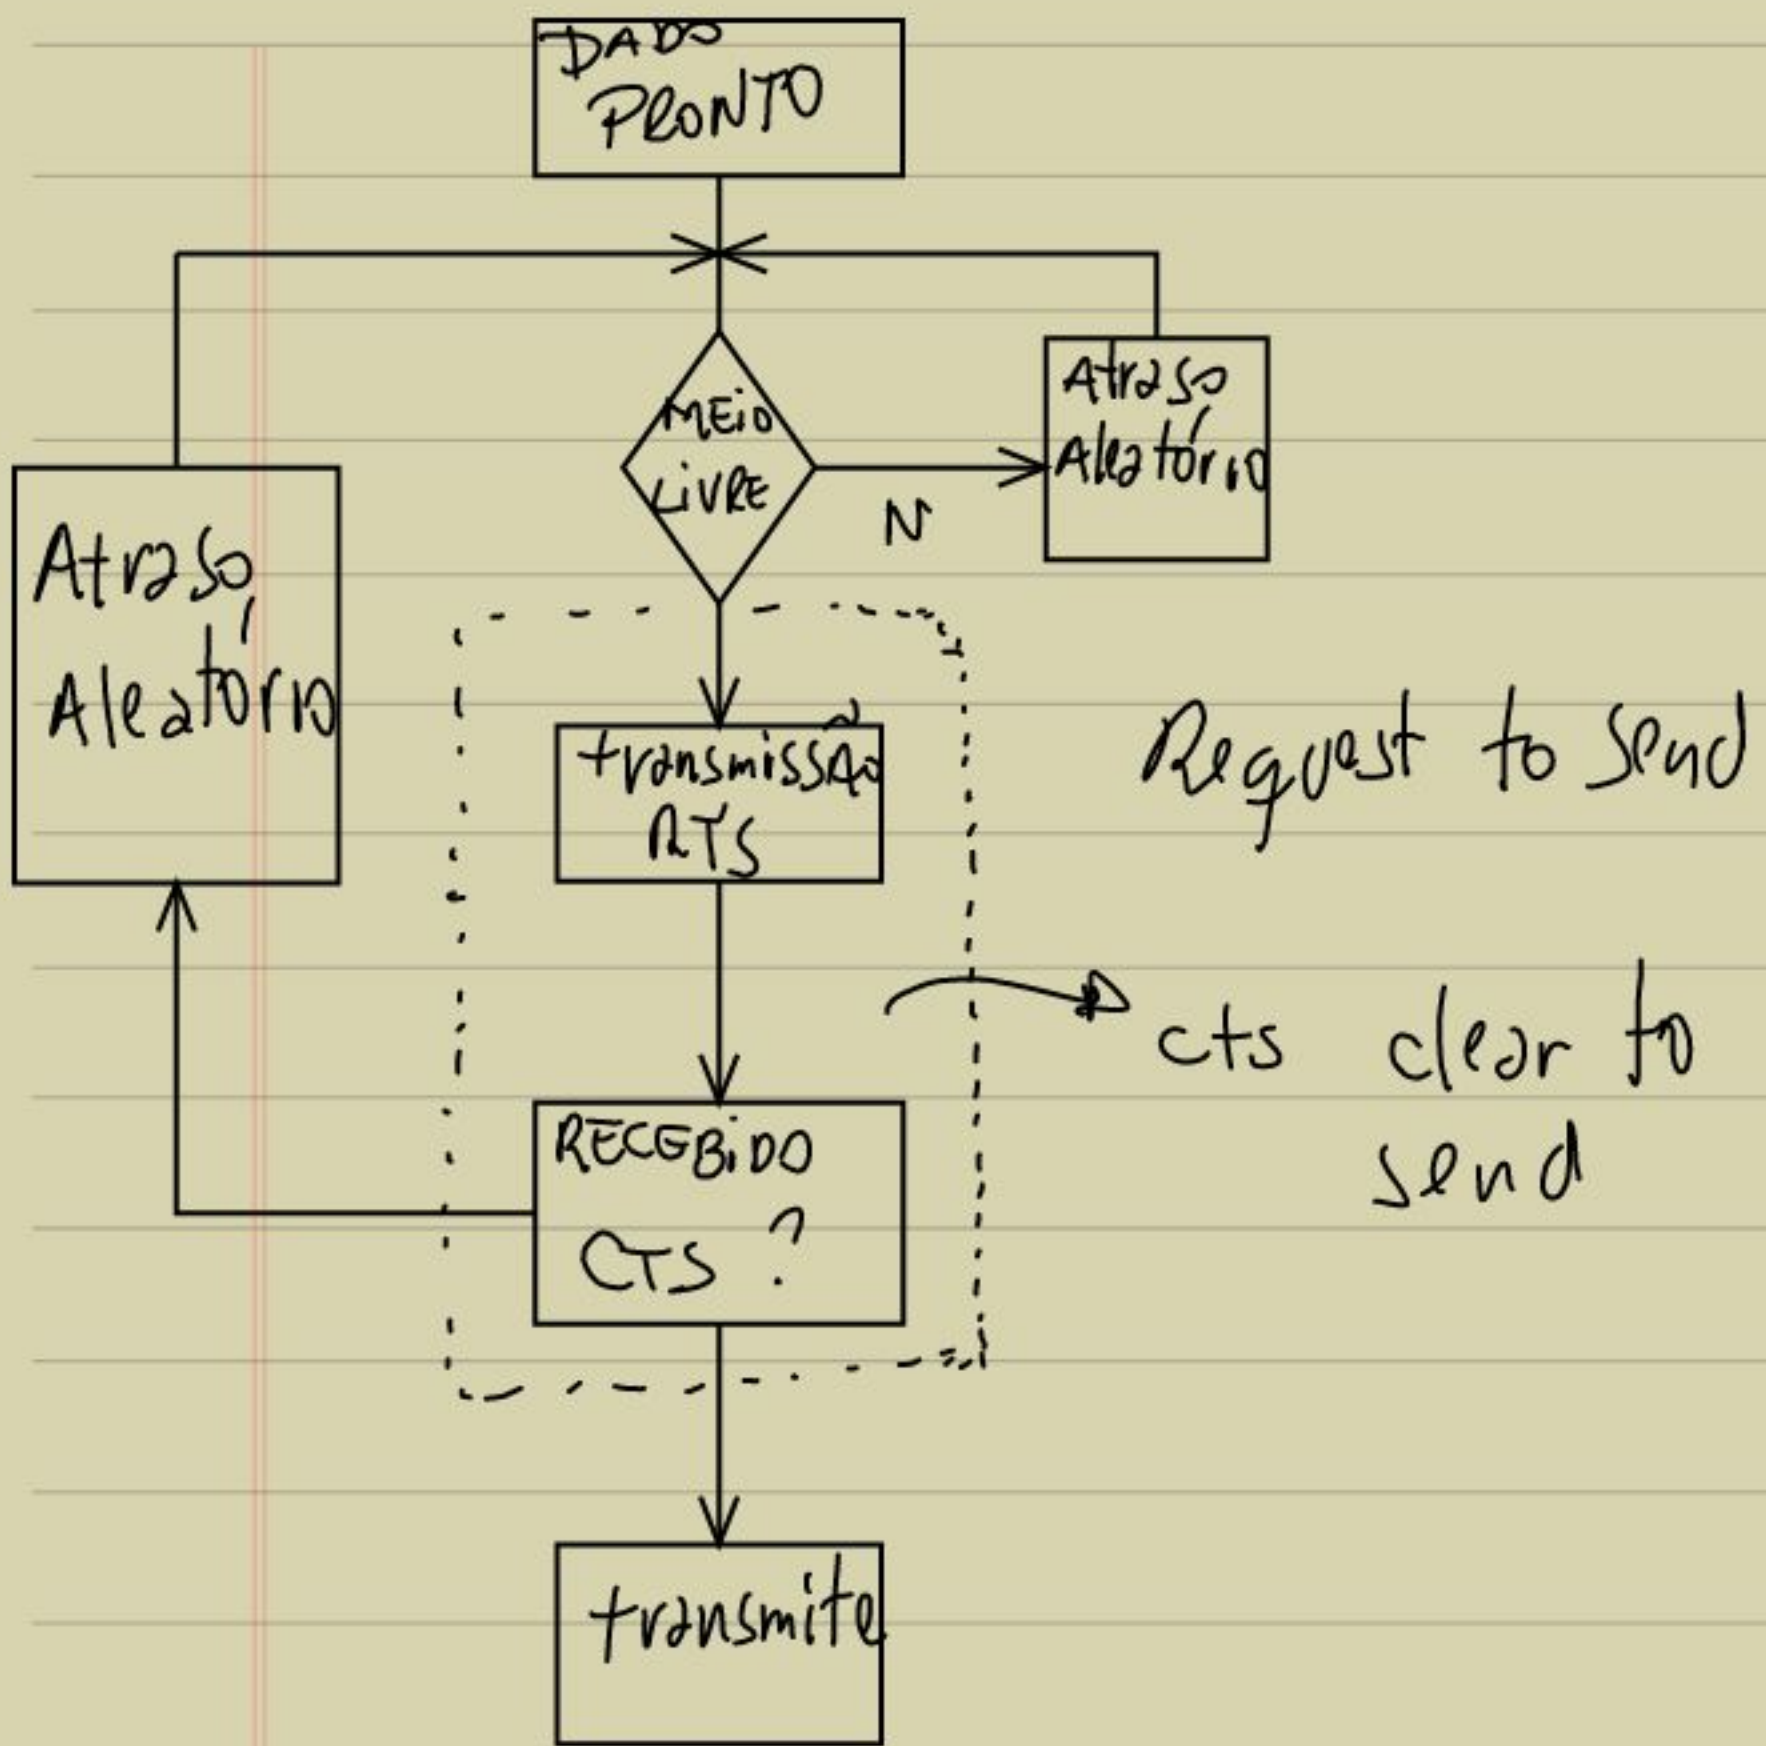 DADO
PRONTO
MEIO
LIVRE
N
Atraso
Aleatório
Atraso
Aleatório
transmissão
RTS
Request to send
cts clear to
send
RECEBIDO
CTS ?
transmite